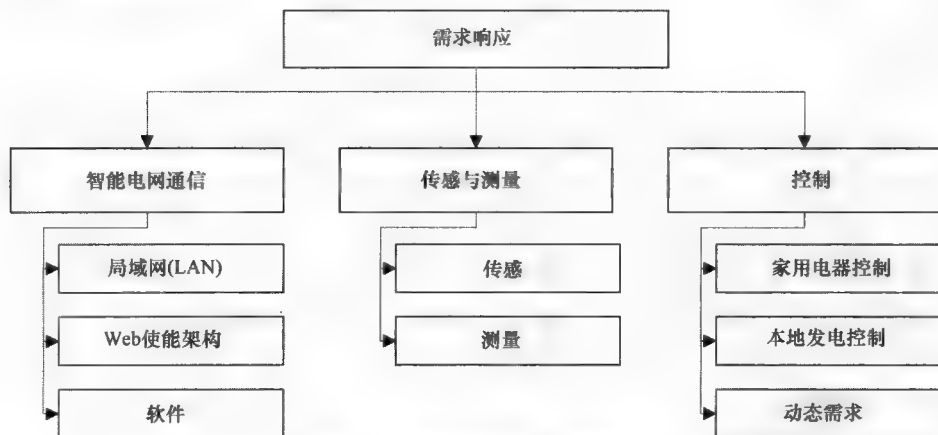 需求响应
智能电网通信
传感与测量
控制
局域网(LAN)
传感
家用电器控制
Web使能架构
测量
本地发电控制
软件
动态需求